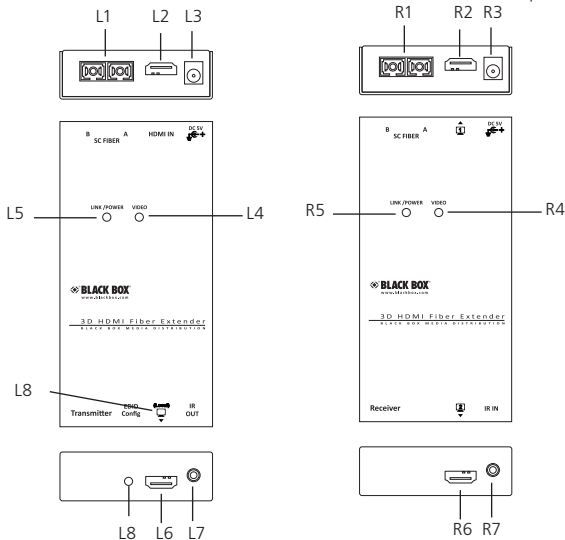 L1 L2 L3
R1 R2 R3
B A HDMI IN DC 5V
SC FIBER
B A 1 DC 5V
SC FIBER
LINK /POWER VIDEO
L5 L4
LINK /POWER VIDEO
R5 R4
BLACK BOX
www.blackbox.com
3D HDMI Fiber Extender
BLACK BOX MEDIA DISTRIBUTION
BLACK BOX
www.blackbox.com
3D HDMI Fiber Extender
BLACK BOX MEDIA DISTRIBUTION
L8
Transmitter EDID Config (Local) IR OUT
Receiver 2 IR IN
L8 L6 L7
R6 R7